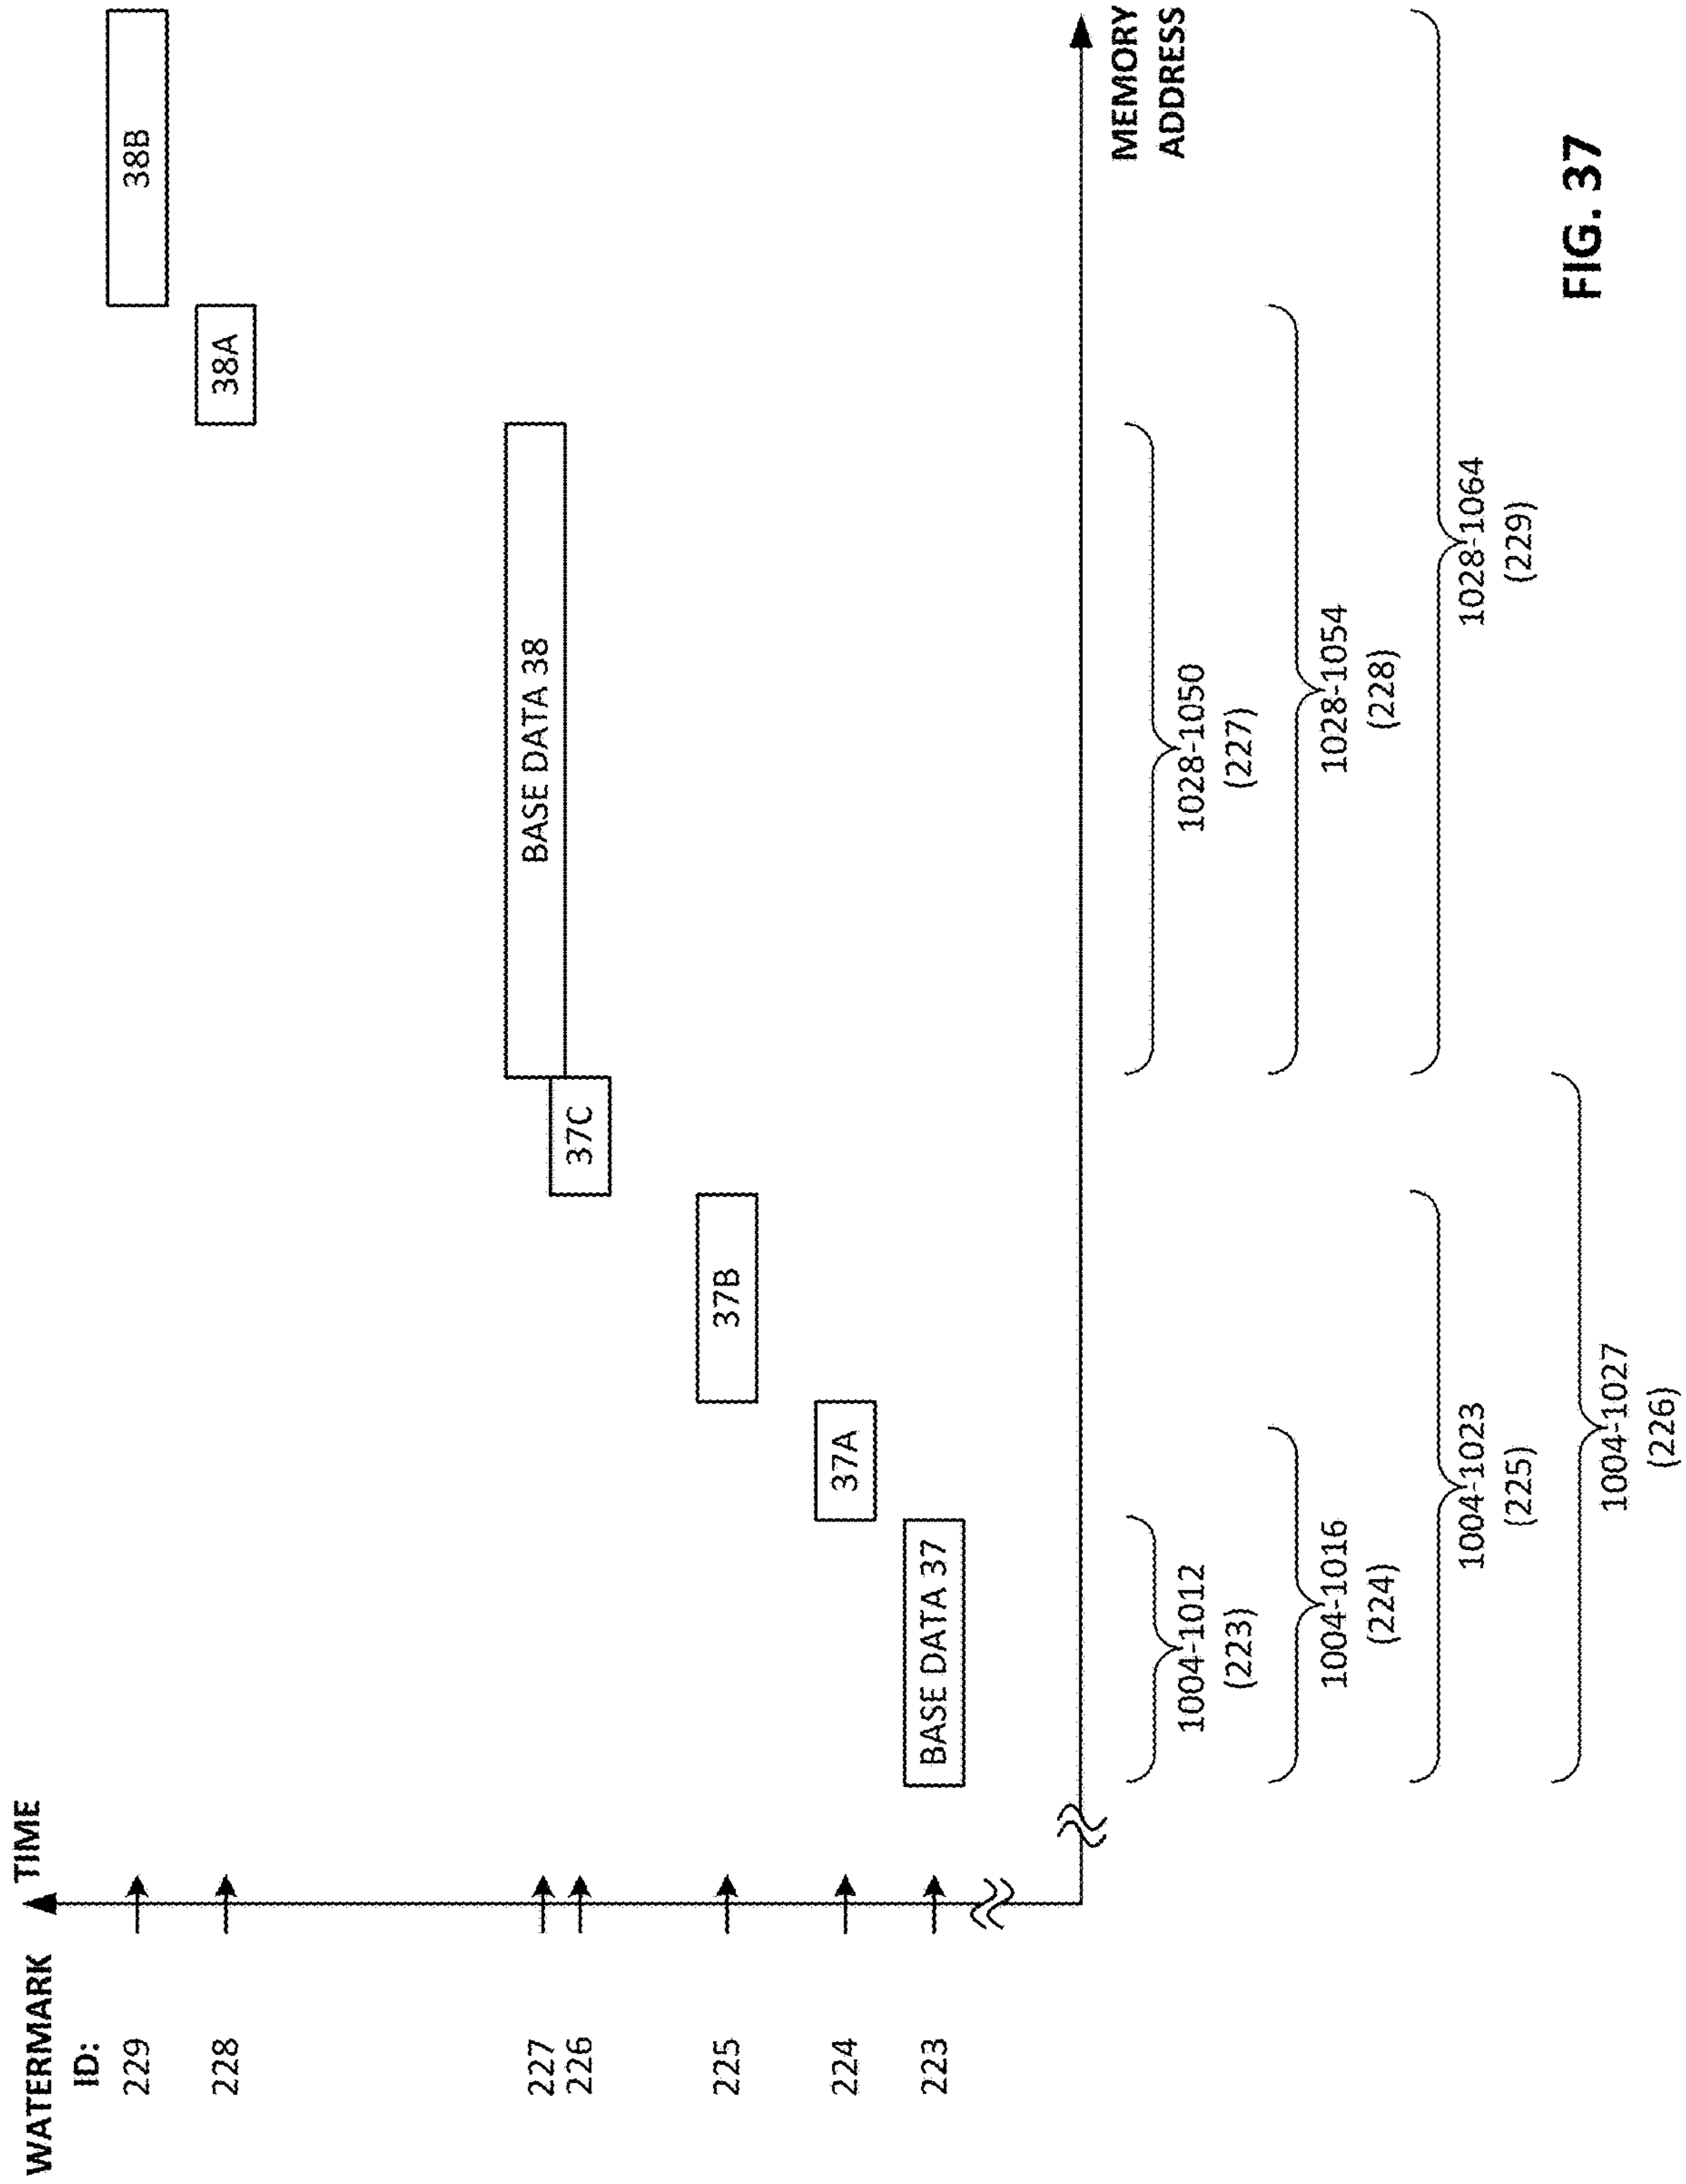 WATERMARK
ID:
TIME
229
38B
228
38A
227
BASE DATA 38
226
37C
225
37B
224
37A
223
BASE DATA 37
MEMORY
ADDRESS
1004-1012
(223)
1028-1050
(227)
1004-1016
(224)
1028-1054
(228)
1004-1023
(225)
1028-1064
(229)
1004-1027
(226)
FIG. 37